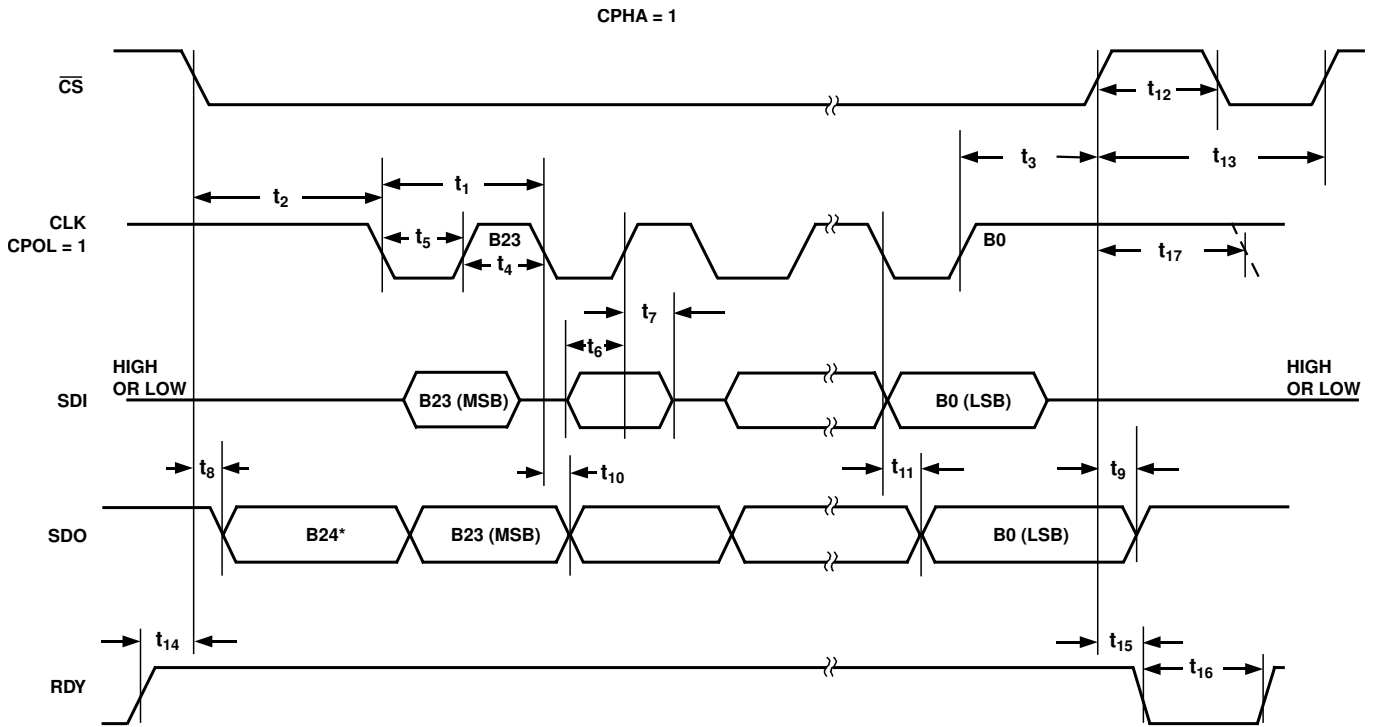 CPHA = 1
CS
t12
t3
t13
t1
t2
CLK
CPOL = 1
t5
B23
t4
B0
t17
t7
t6
HIGH
OR LOW
HIGH
OR LOW
SDI
B23 (MSB)
B0 (LSB)
t8
t10
t11
t9
SDO
B24*
B23 (MSB)
B0 (LSB)
t14
t15
t16
RDY